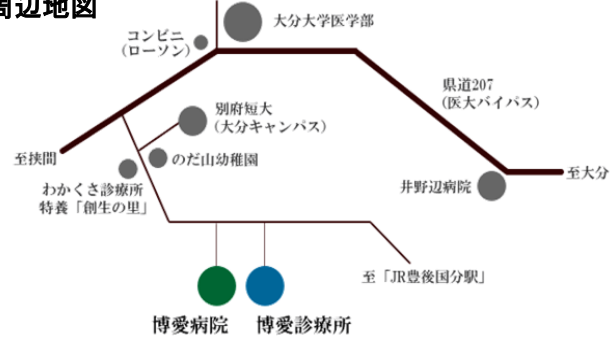 周辺地図
コンビニ
（ローソン）
大分大学医学部
県道207
（医大バイパス）
別府短大
（大分キャンパス）
のだ山幼稚園
至挾間
わかくさ診療所
特養「創生の里」
井野辺病院
至大分
至「JR豊後国分駅」
博愛病院
博愛診療所